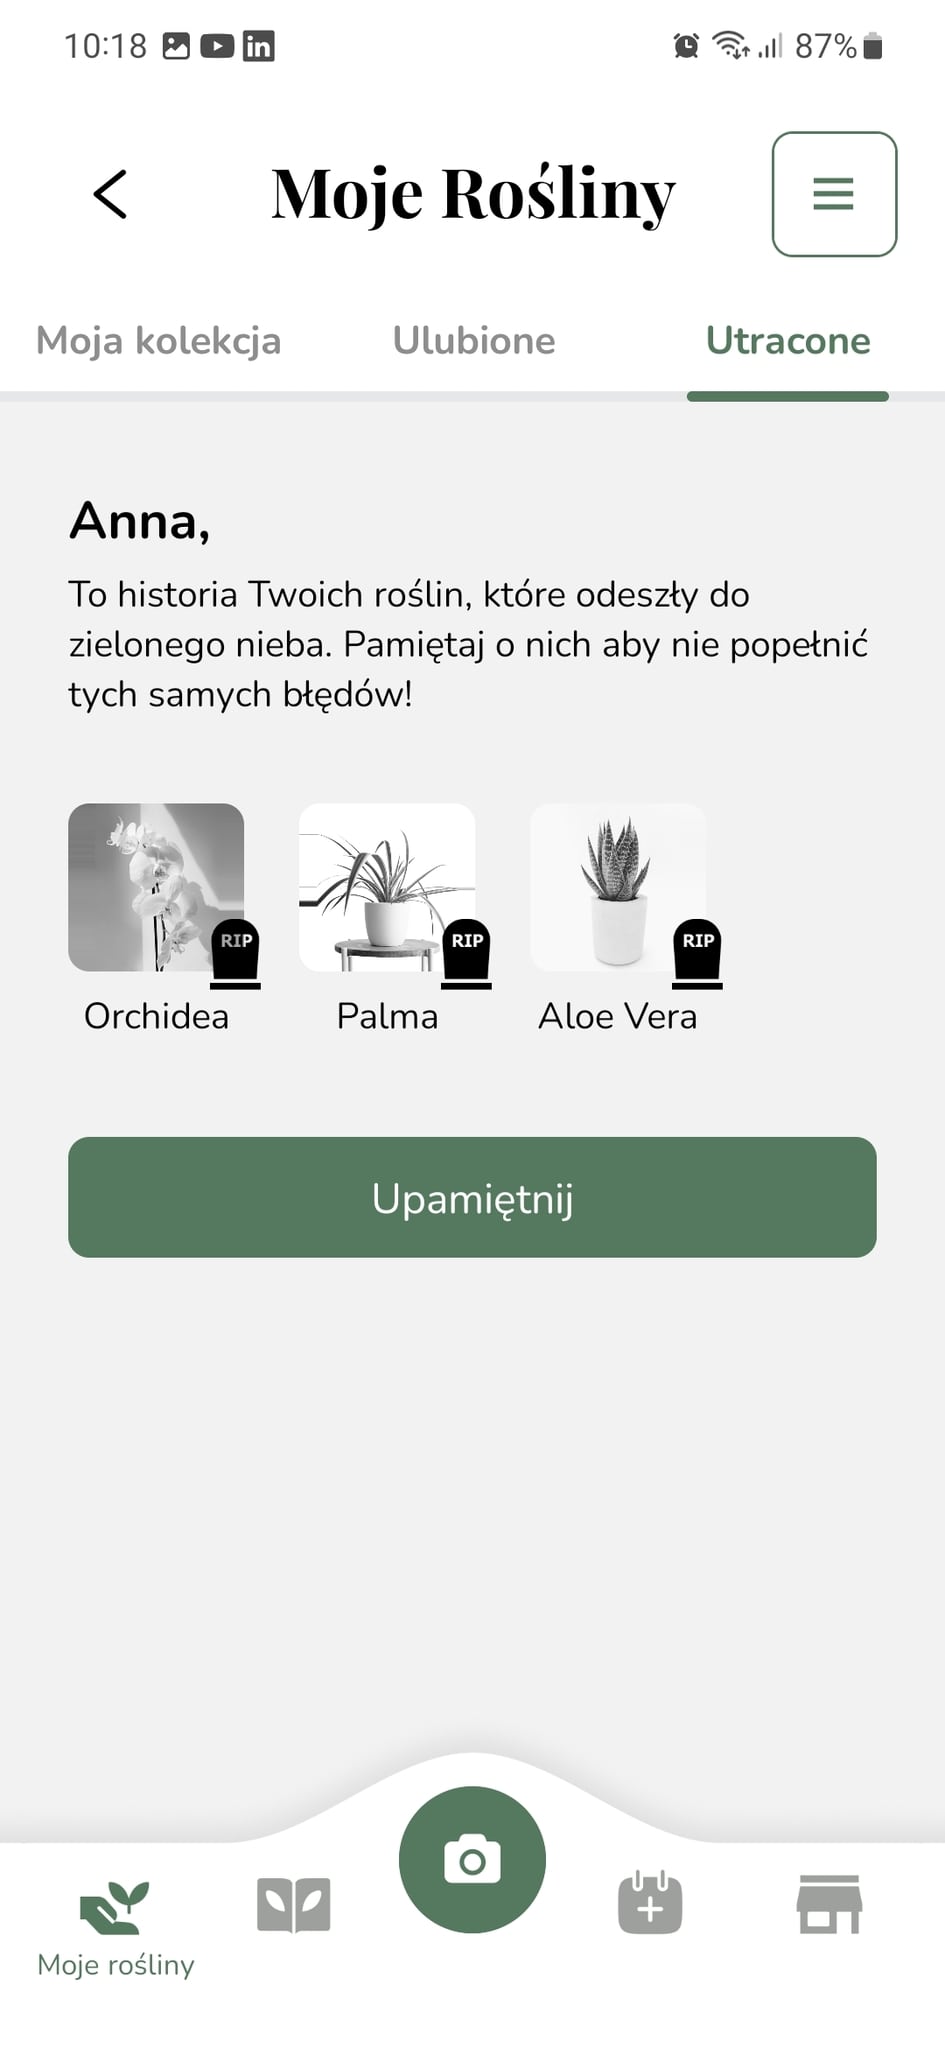 10:18
87%
Moje Rośliny
Moja kolekcja Ulubione Utracone
Anna,
To historia Twoich roślin, które odeszły do
zielonego nieba. Pamiętaj o nich aby nie popełnić
tych samych błędów!
RIP RIP RIP
Orchidea Palma Aloe Vera
Upamiętnij
Moje rośliny